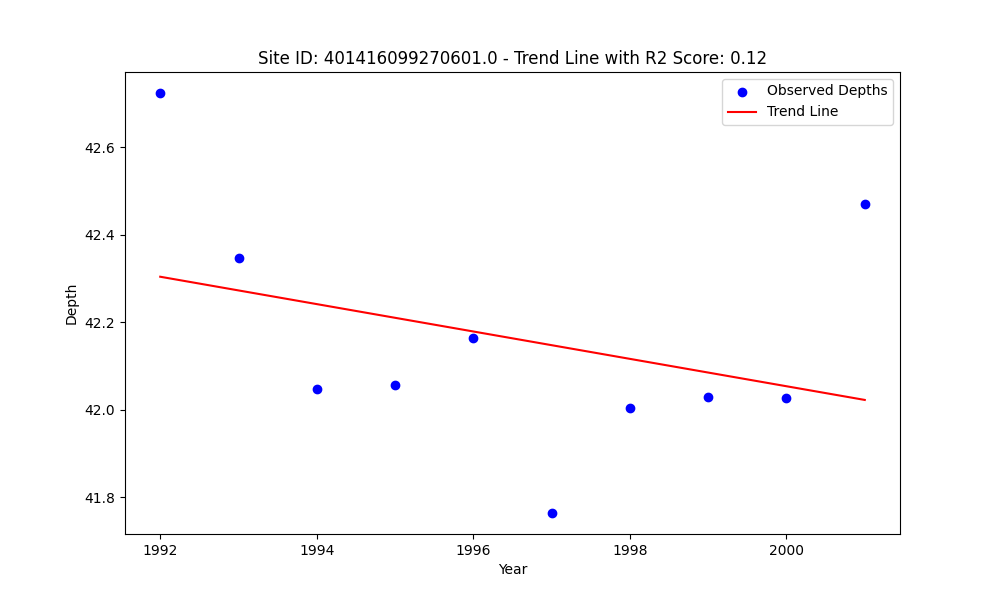 Site ID: 401416099270601.0 - Trend Line with R2 Score: 0.12
Observed Depths
Trend Line
42.6
42.4
42.2
42.0
41.8
Depth
1992
1994
1996
1998
2000
Year